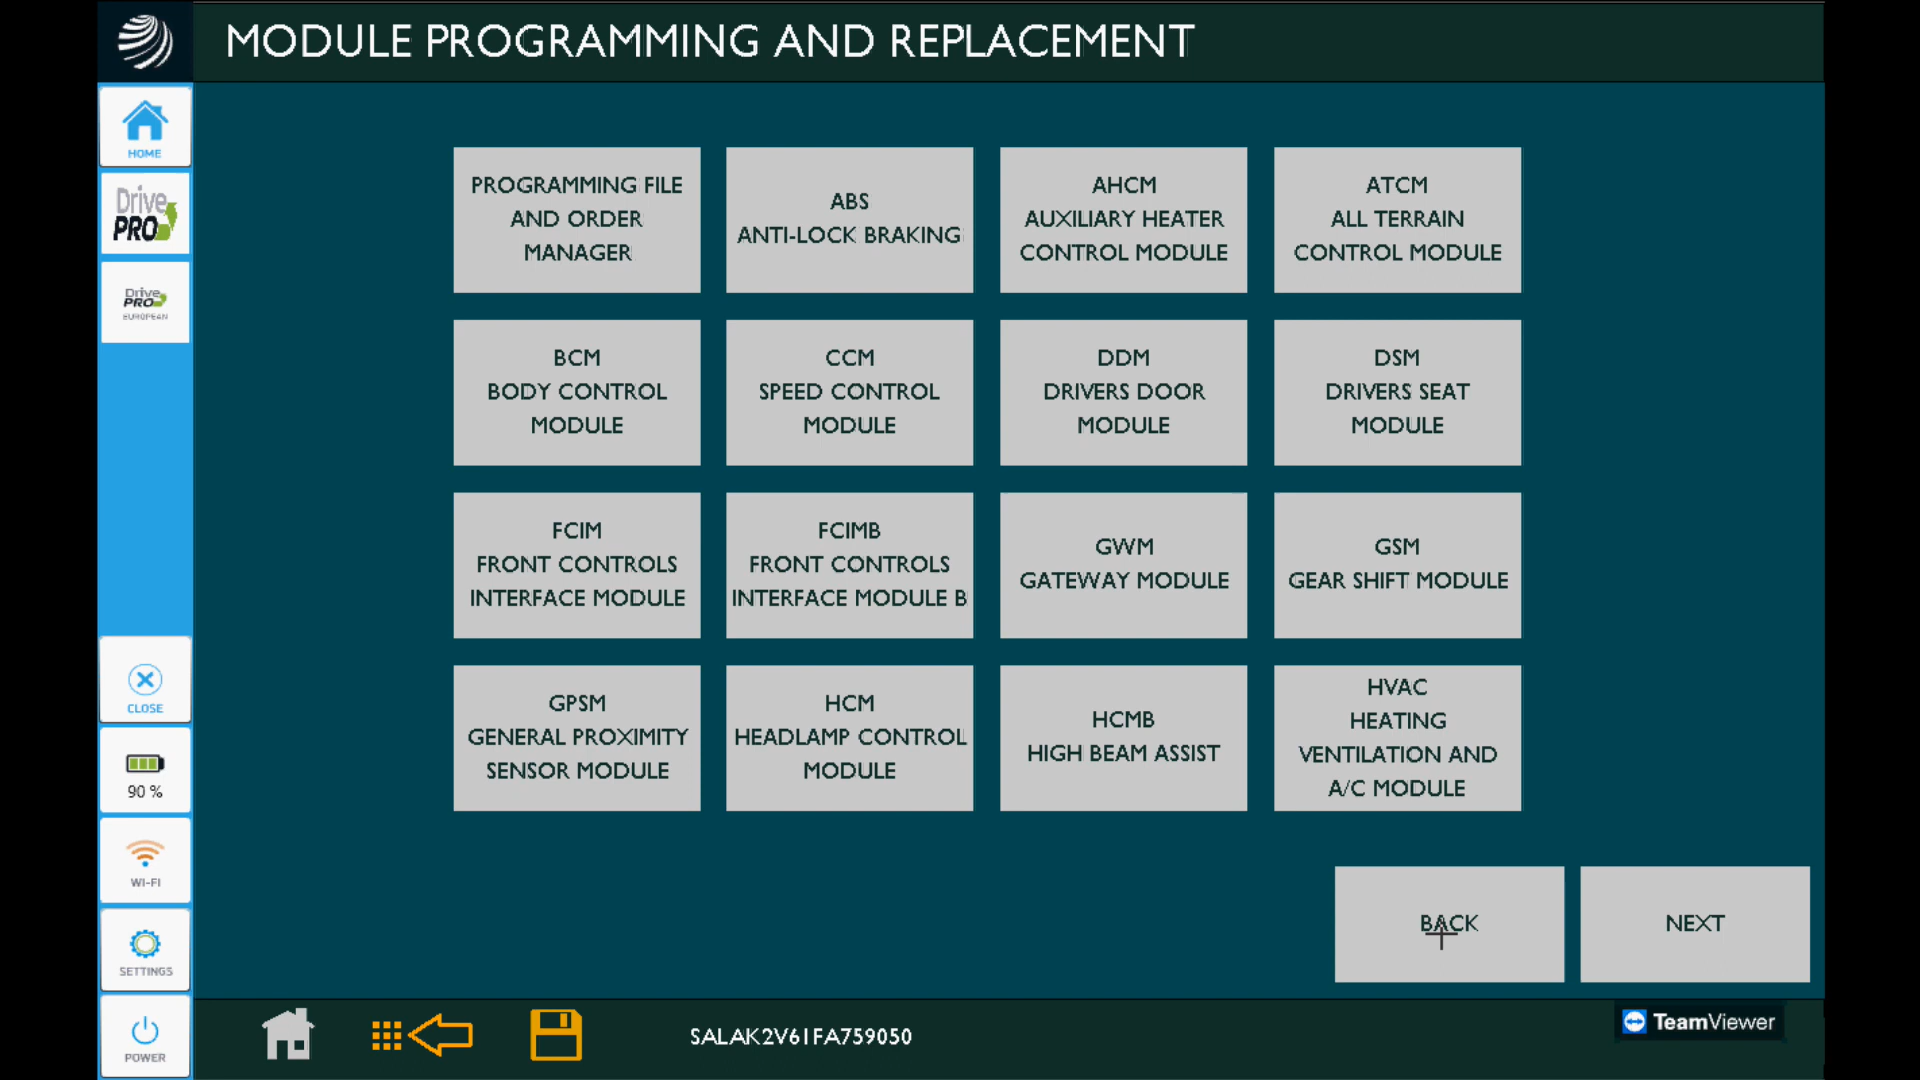 MODULE PROGRAMMING AND REPLACEMENT
HOME
Drive
PRO
Drive
PRO
EUROPEAN
CLOSE
90 %
WI-FI
SETTINGS
POWER
PROGRAMMING FILE
AND ORDER
MANAGER
ABS
ANTI-LOCK BRAKING
AHCM
AUXILIARY HEATER
CONTROL MODULE
ATCM
ALL TERRAIN
CONTROL MODULE
BCM
BODY CONTROL
MODULE
CCM
SPEED CONTROL
MODULE
DDM
DRIVERS DOOR
MODULE
DSM
DRIVERS SEAT
MODULE
FCIM
FRONT CONTROLS
INTERFACE MODULE
FCIMB
FRONT CONTROLS
INTERFACE MODULE B
GWM
GATEWAY MODULE
GSM
GEAR SHIFT MODULE
GPSM
GENERAL PROXIMITY
SENSOR MODULE
HCM
HEADLAMP CONTROL
MODULE
HCMB
HIGH BEAM ASSIST
HVAC
HEATING
VENTILATION AND
A/C MODULE
BACK
NEXT
SALAK2V61FA759050
TeamViewer